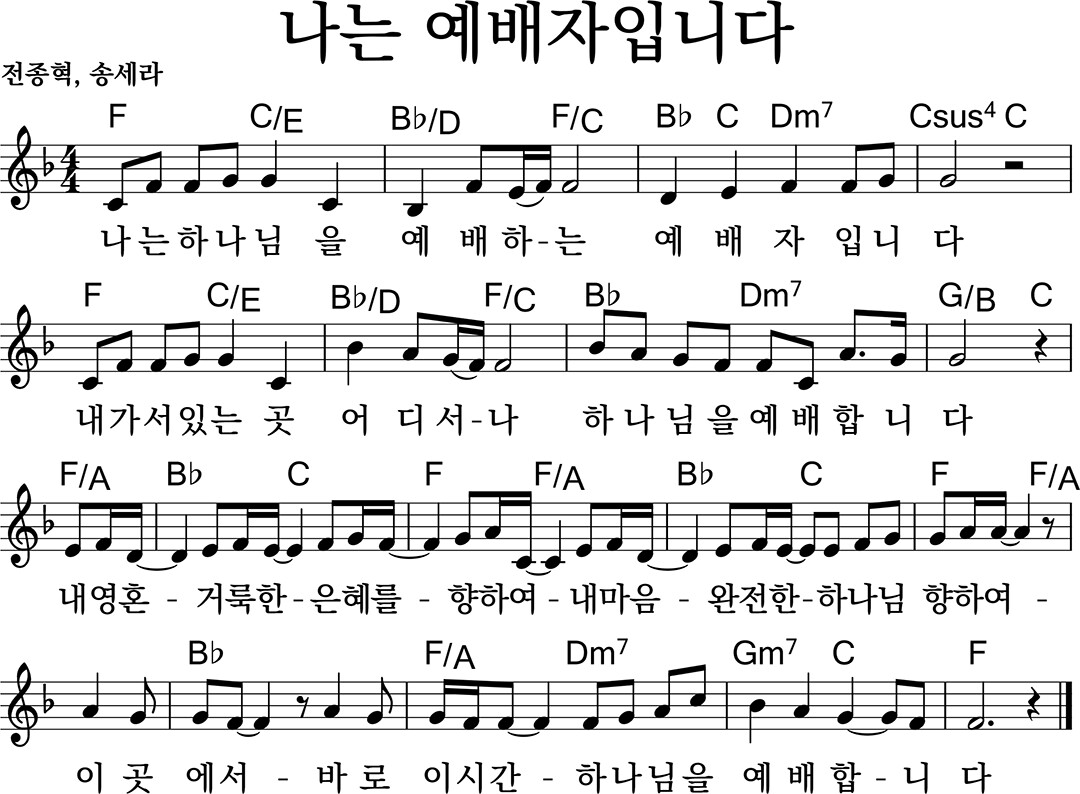 나는 예배자입니다
전종혁, 송세라
F C/E B♭/D F/C B♭ C Dm7 Csus4 C
나는하나님 을 예 배하-는 예 배 자 입니 다
F C/E B♭/D F/C B♭ Dm7 G/B C
내가서있는 곳 어 디서-나 하나님을예배합 니 다
F/A B♭ C F F/A B♭ C F F/A
내영혼 - 거룩한-은혜를 - 향하여-내마음 - 완전한-하나님 향하여 -
B♭ F/A Dm7 Gm7 C F
이 곳 에서 - 바 로 이시간-하나님을 예 배합-니 다